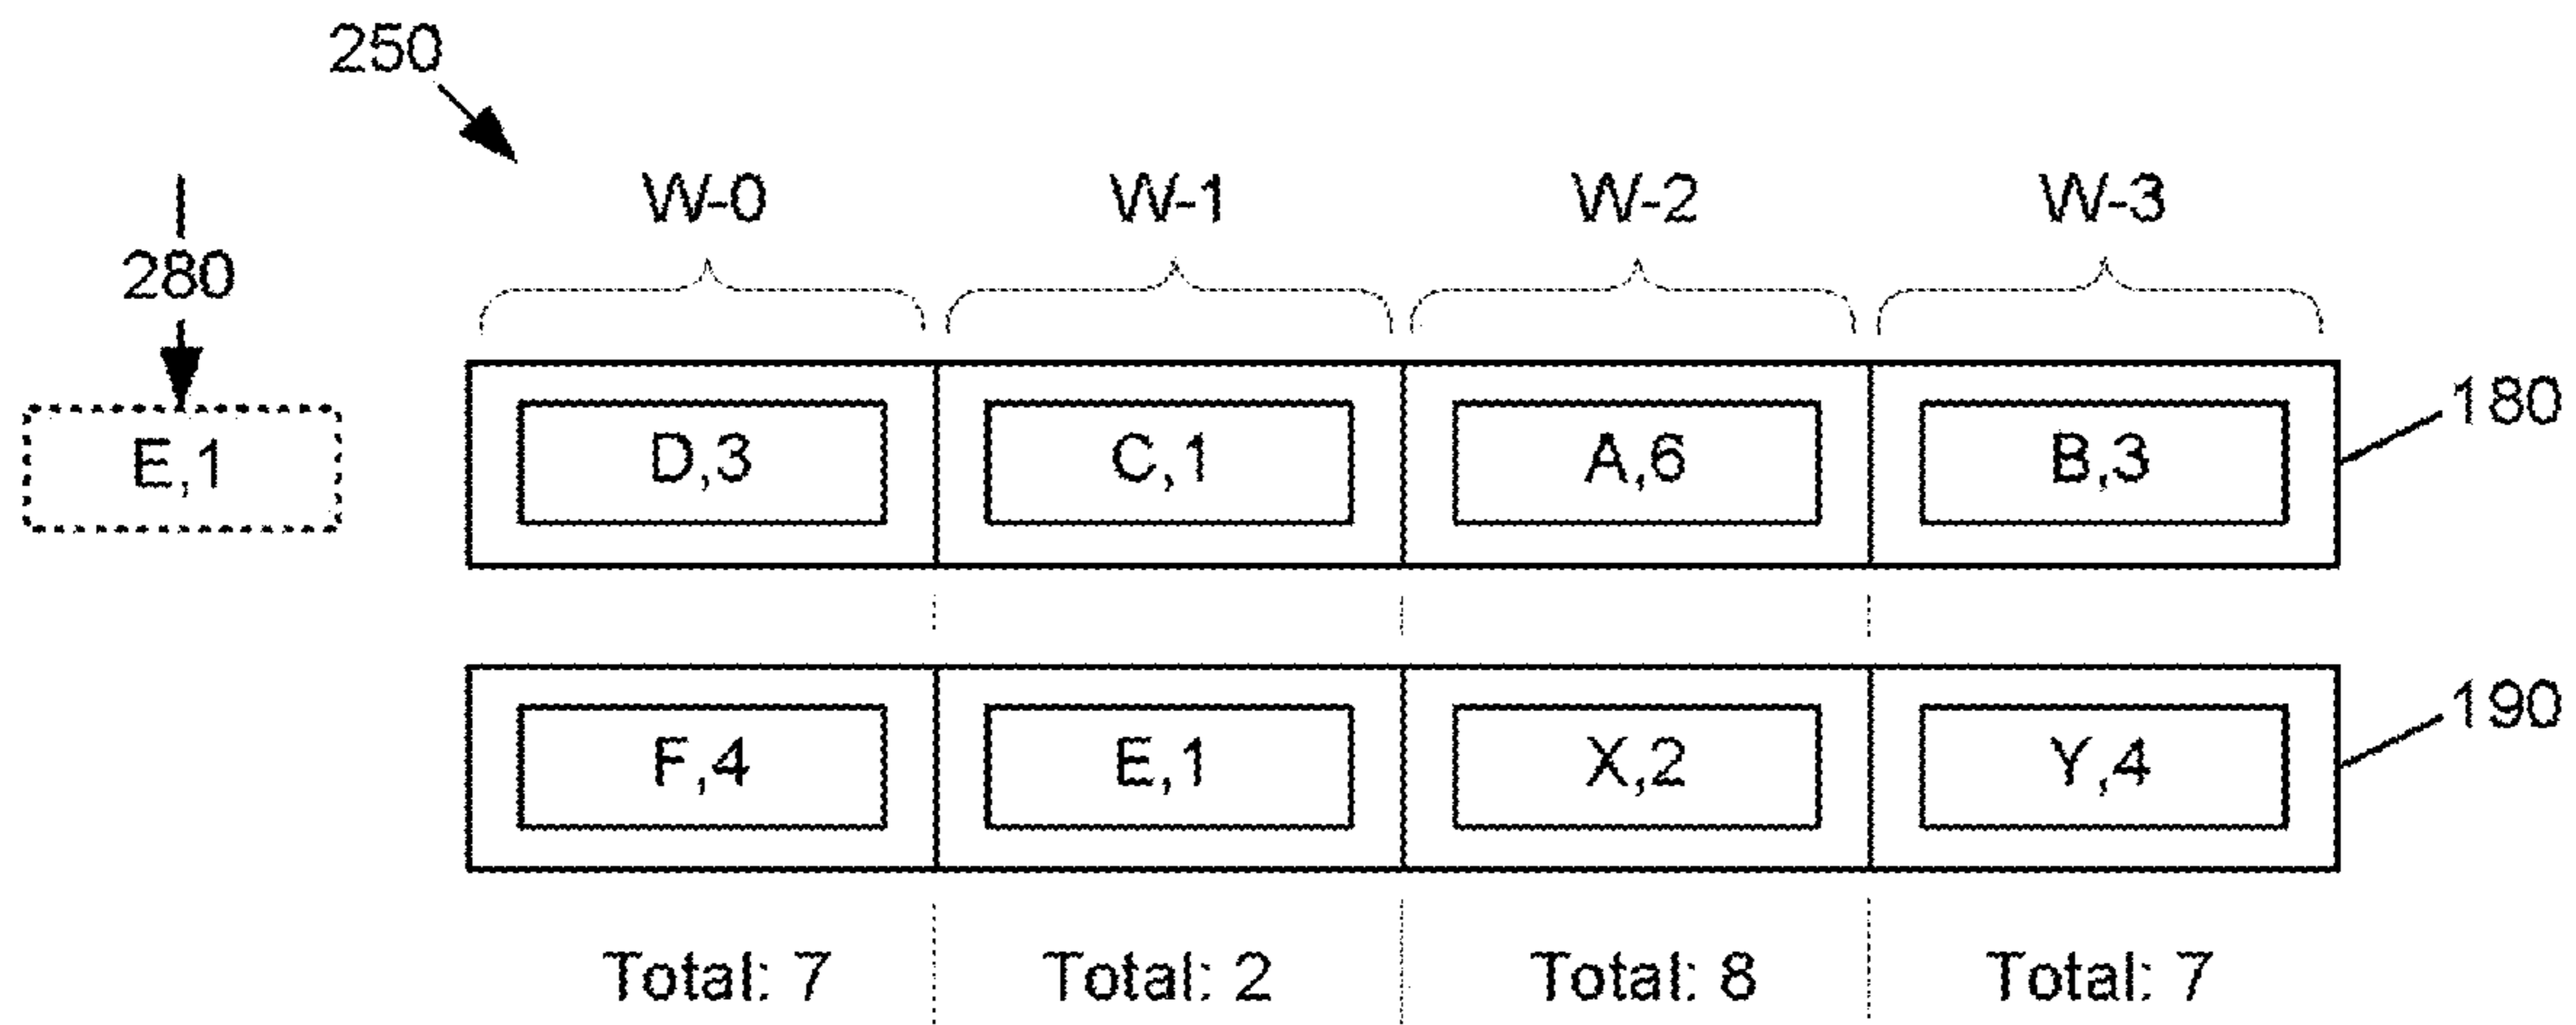 250
W-0 W-1 W-2 W-3
280
E,1 D,3 C,1 A,6 B,3 180
F,4 E,1 X,2 Y,4 190
Total: 7 Total: 2 Total: 8 Total: 7